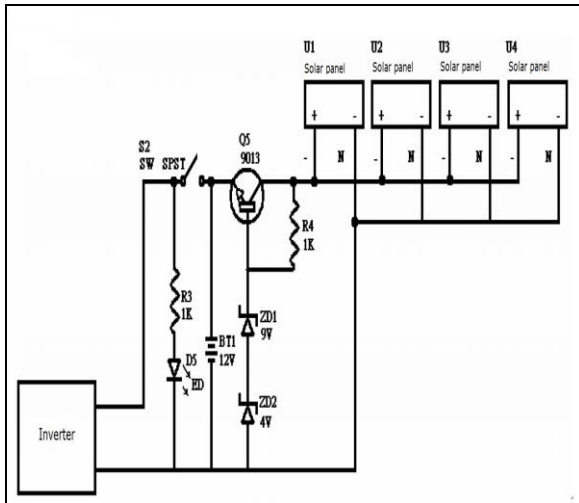 U1 U2 U3 U4
Solar panel Solar panel Solar panel Solar panel
+ - + - + - + -
- N - N - N - N
S2
SW SPST
Q5
9013
R4
1K
R3
1K
D5
ED
BT1
12V
ZD1
9V
ZD2
4V
Inverter